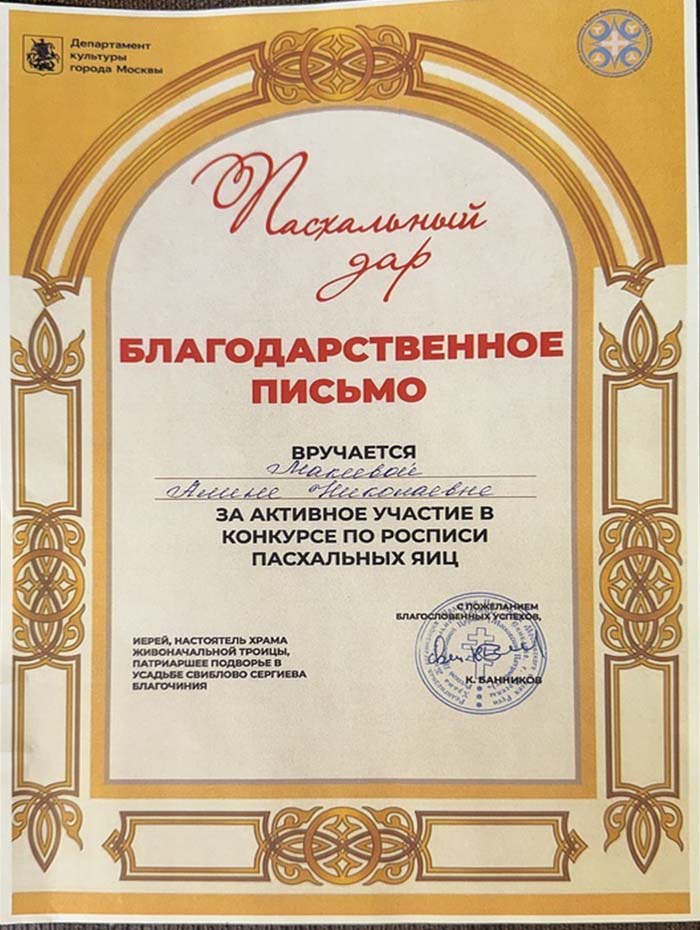 Департамент
культуры
города Москвы
Пасхальный
дар
БЛАГОДАРСТВЕННОЕ
ПИСЬМО
ВРУЧАЕТСЯ
Макеевой
Алине Николаевне
ЗА АКТИВНОЕ УЧАСТИЕ В
КОНКУРСЕ ПО РОСПИСИ
ПАСХАЛЬНЫХ ЯИЦ
С ПОЖЕЛАНИЕМ
БЛАГОСЛОВЕННЫХ УСПЕХОВ,
ИЕРЕЙ, НАСТОЯТЕЛЬ ХРАМА
ЖИВОНАЧАЛЬНОЙ ТРОИЦЫ,
ПАТРИАРШЕЕ ПОДВОРЬЕ В
УСАДЬБЕ СВИБЛОВО СЕРГИЕВА
БЛАГОЧИНИЯ
К. БАННИКОВ